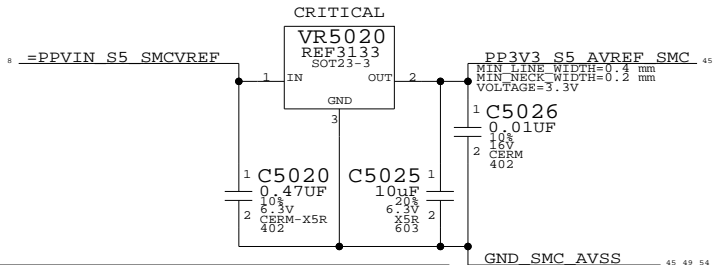 CRITICAL
VR5020
REF3133
SOT23-3
8 =PPVIN_S5_SMCVREF
PP3V3_S5_AVREF_SMC 45
MIN_LINE_WIDTH=0.4 mm
MIN_NECK_WIDTH=0.2 mm
VOLTAGE=3.3V
1 IN OUT 2
GND
3
1 C5026
0.01UF
10%
16V
2 CERM
402
1 C5020
0.47UF
10%
6.3V
2 CERM-X5R
402
C5025 1
10uF
20%
6.3V 2
X5R
603
GND_SMC_AVSS 45 49 54